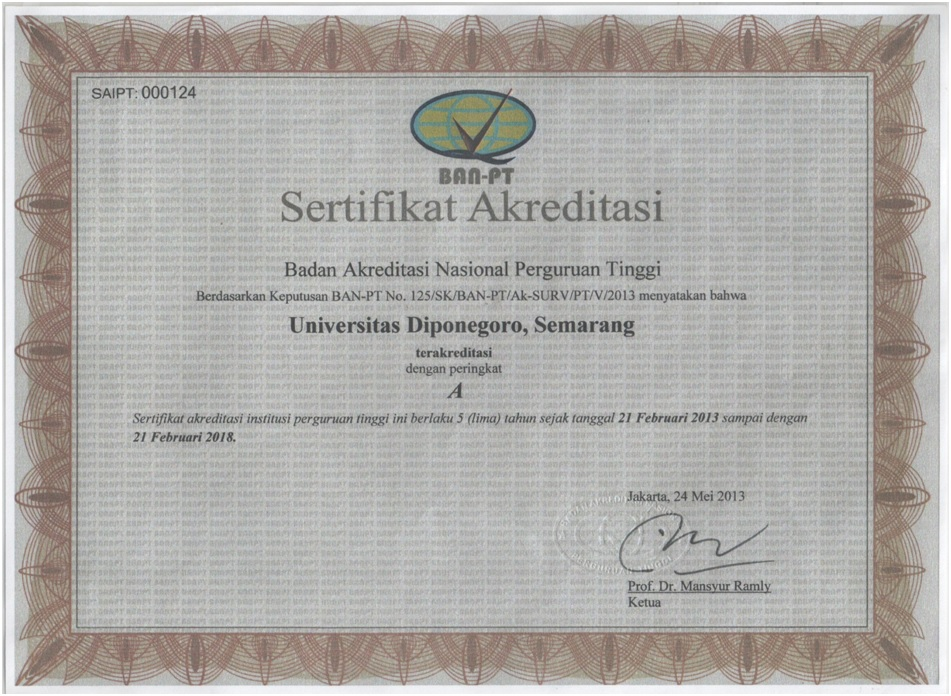 SAIPT: 000124
BAN-PT
Sertifikat Akreditasi
Badan Akreditasi Nasional Perguruan Tinggi
Berdasarkan Keputusan BAN-PT No. 125/SK/BAN-PT/Ak-SURV/PT/V/2013 menyatakan bahwa
Universitas Diponegoro, Semarang
terakreditasi
dengan peringkat
A
Sertifikat akreditasi institusi perguruan tinggi ini berlaku 5 (lima) tahun sejak tanggal 21 Februari 2013 sampai dengan
21 Februari 2018.
Jakarta, 24 Mei 2013
Prof. Dr. Mansyur Ramly
Ketua